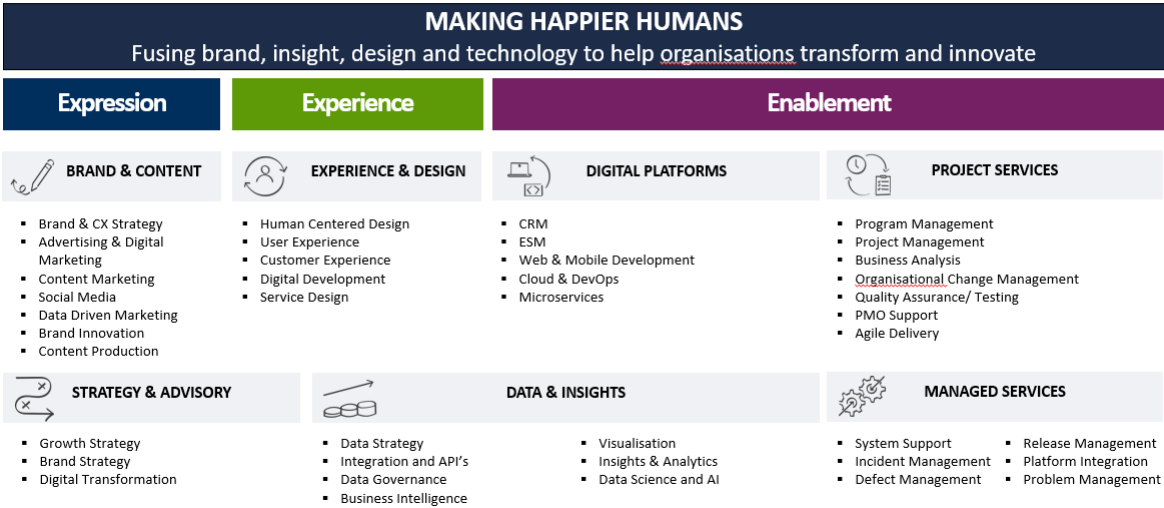 MAKING HAPPIER HUMANS
Fusing brand, insight, design and technology to help organisations transform and innovate
Expression
Experience
Enablement
BRAND & CONTENT
Brand & CX Strategy
Advertising & Digital
Marketing
Content Marketing
Social Media
Data Driven Marketing
Brand Innovation
Content Production
EXPERIENCE & DESIGN
Human Centered Design
User Experience
Customer Experience
Digital Development
Service Design
DIGITAL PLATFORMS
CRM
ESM
Web & Mobile Development
Cloud & DevOps
Microservices
PROJECT SERVICES
Program Management
Project Management
Business Analysis
Organisational Change Management
Quality Assurance/ Testing
PMO Support
Agile Delivery
STRATEGY & ADVISORY
Growth Strategy
Brand Strategy
Digital Transformation
DATA & INSIGHTS
Data Strategy
Integration and API's
Data Governance
Business Intelligence
Visualisation
Insights & Analytics
Data Science and AI
MANAGED SERVICES
System Support
Incident Management
Defect Management
Release Management
Platform Integration
Problem Management